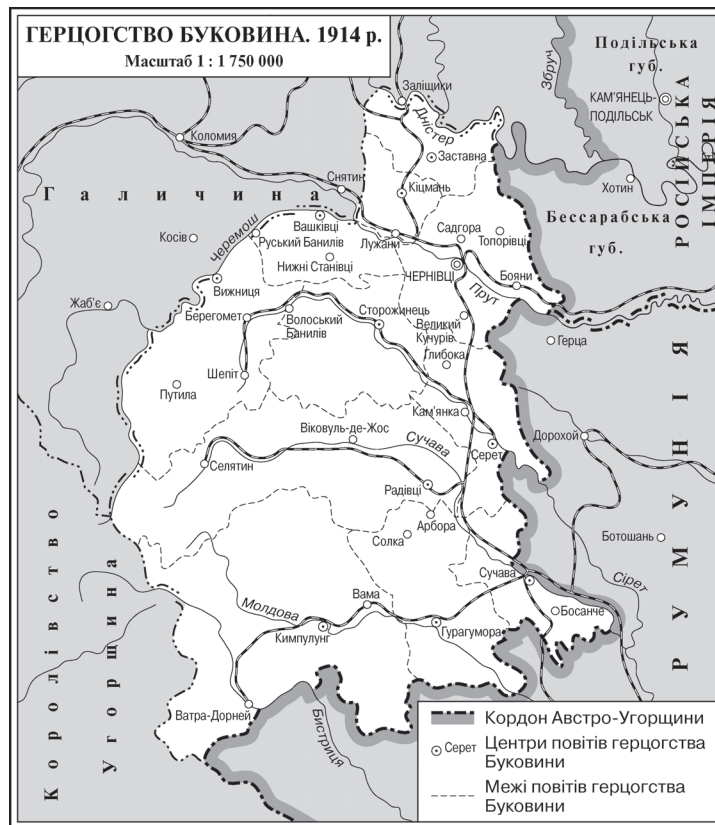 ГЕРЦОГСТВО БУКОВИНА. 1914 р.
Масштаб 1 : 1 750 000
Подільська
губ.
КАМ'ЯНЕЦЬ-
ПОДІЛЬСЬК
РОСІЙСЬКА
ІМПЕРІЯ
Збруч
Заліщики
Дністер
Коломия
Заставна
Снятин
Кіцмань
Хотин
Галичина
Бессарабська
губ.
Вашківці
Косів
Черемош
Руський Банилів
Лужани
Садгора
Топорівці
Нижні Станівці
ЧЕРНІВЦІ
Бояни
Прут
Вижниця
Жаб'є
Берегомет
Волоський
Банилів
Сторожинець
Великий
Кучурів
Глибока
Герца
Шепіт
Путила
Кам'янка
Віковуль-де-Жос
Сучава
Серет
Дорохой
Селятин
Радівці
Арбора
Солка
Ботошань
Сучава
Сірет
Босанче
РУМУНІЯ
Королівство
Угорщина
Молдова
Вама
Кимпулунг
Гурагумора
Ватра-Дорней
Бистриця
Кордон Австро-Угорщини
Серет
Центри повітів герцогства
Буковини
Межі повітів герцогства
Буковини